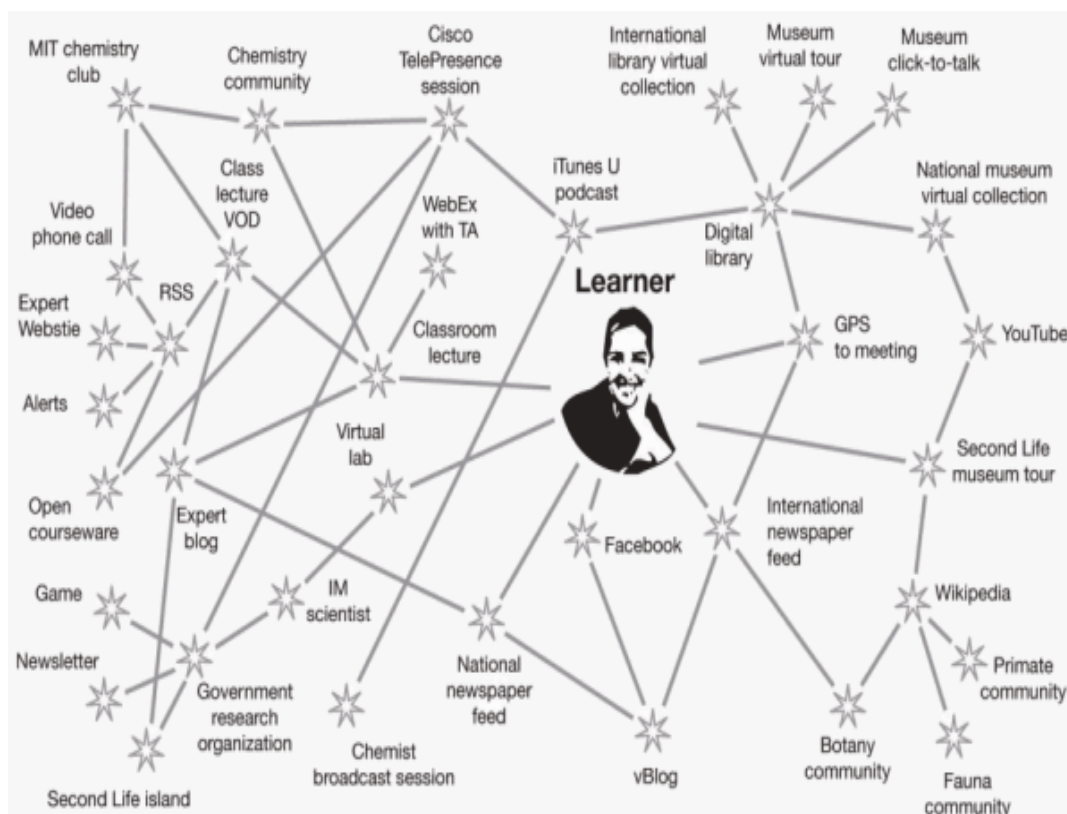 MIT chemistry
club
Chemistry
community
Cisco
TelePresence
session
International
library virtual
collection
Museum
virtual tour
Museum
click-to-talk
Class
lecture
VOD
iTunes U
podcast
National museum
virtual collection
Video
phone call
WebEx
with TA
Digital
library
RSS
Learner
Expert
Webstie
Classroom
lecture
GPS
to meeting
YouTube
Alerts
Virtual
lab
Second Life
museum tour
Open
courseware
Expert
blog
Facebook
International
newspaper
feed
Game
IM
scientist
Wikipedia
Newsletter
Government
research
organization
National
newspaper
feed
Primate
community
Chemist
broadcast session
vBlog
Botany
community
Second Life island
Fauna
community